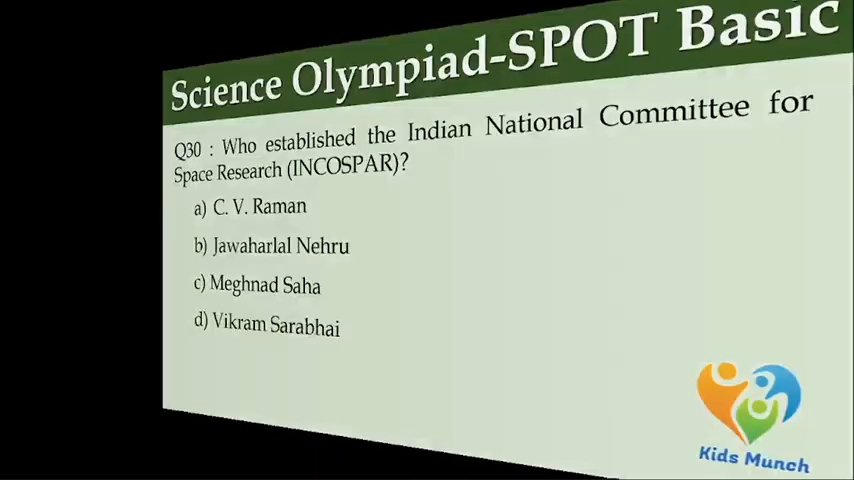 Science Olympiad-SPOT Basic
Q30 : Who established the Indian National Committee for
Space Research (INCOSPAR)?
a) C. V. Raman
b) Jawaharlal Nehru
c) Meghnad Saha
d) Vikram Sarabhai
Kids Munch